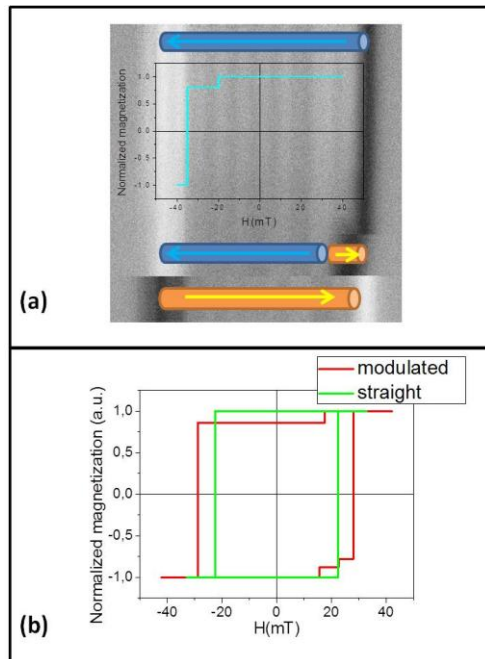 Normalized magnetization
1.0
0.5
0.0
-0.5
-1.0
-40
-20
0
20
40
H(mT)
(a)
modulated
straight
Normalized magnetization (a.u.)
1,0
0,5
0,0
-0,5
-1,0
-40
-20
0
20
40
H(mT)
(b)